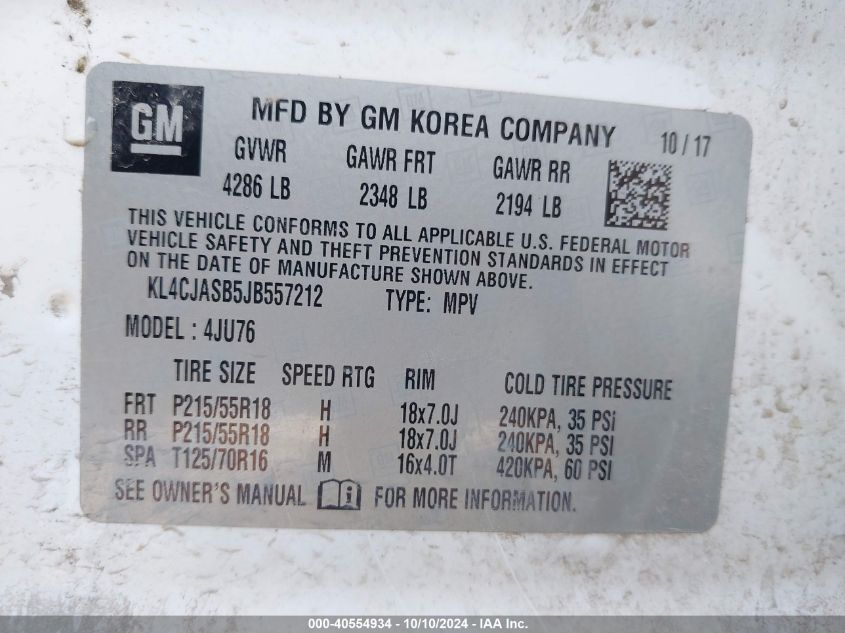 GM MFD BY GM KOREA COMPANY 10/17
GVWR GAWR FRT GAWR RR
4286 LB 2348 LB 2194 LB
THIS VEHICLE CONFORMS TO ALL APPLICABLE U.S. FEDERAL MOTOR
VEHICLE SAFETY AND THEFT PREVENTION STANDARDS IN EFFECT
ON THE DATE OF MANUFACTURE SHOWN ABOVE.
KL4CJASB5JB557212 TYPE: MPV
MODEL : 4JU76
TIRE SIZE SPEED RTG RIM COLD TIRE PRESSURE
FRT P215/55R18 H 18x7.0J 240KPA, 35 PSi
RR P215/55R18 H 18x7.0J 240KPA, 35 PSI
SPA T125/70R16 M 16x4.0T 420KPA, 60 PSI
SEE OWNER'S MANUAL i FOR MORE INFORMATION.
000-40554934 - 10/10/2024 - IAA Inc.